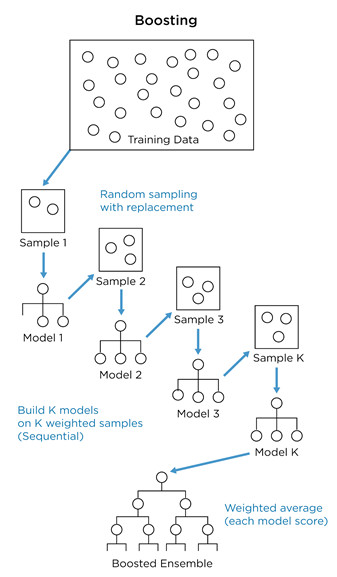 Boosting
Training Data
Random sampling
with replacement
Sample 1
Sample 2
Sample 3
Model 1
Sample K
Model 2
Model 3
Build K models
on K weighted samples
(Sequential)
Model K
Weighted average
(each model score)
Boosted Ensemble